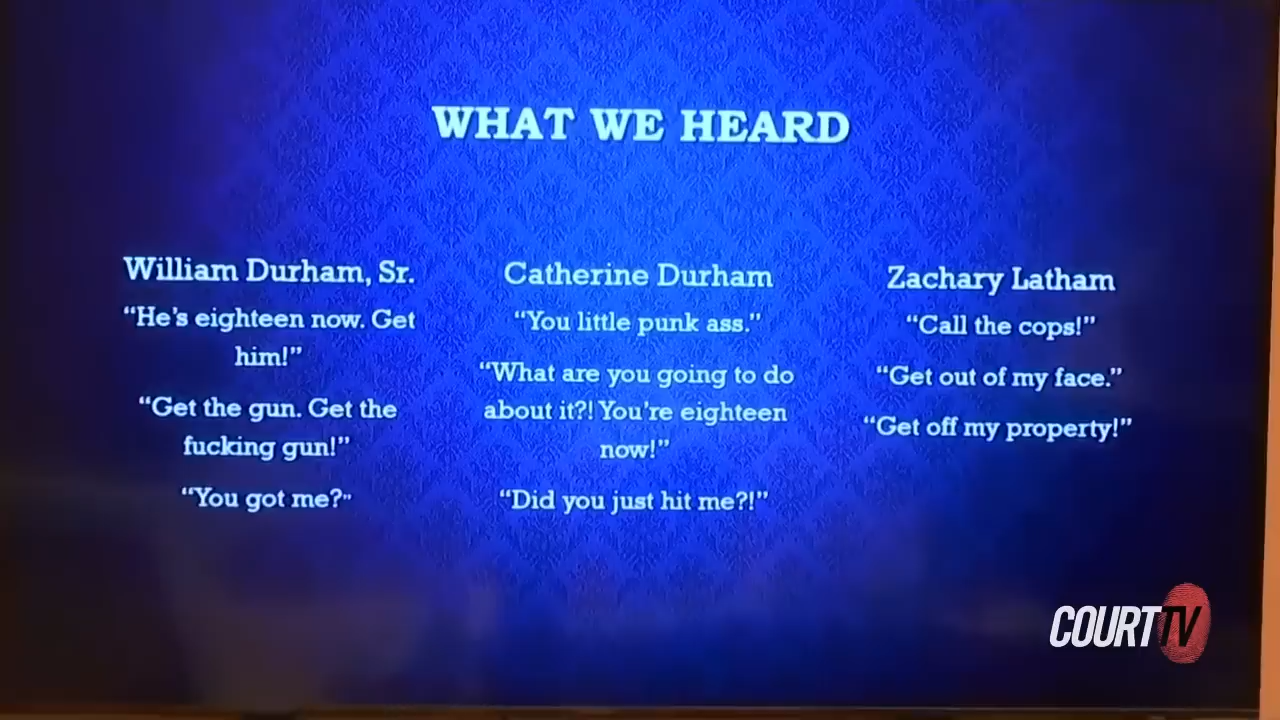 WHAT WE HEARD
William Durham, Sr.
“He’s eighteen now. Get
him!”
“Get the gun. Get the
fucking gun!”
“You got me?”
Catherine Durham
“You little punk ass.”
“What are you going to do
about it?! You’re eighteen
now!”
“Did you just hit me?!”
Zachary Latham
“Call the cops!”
“Get out of my face.”
“Get off my property!”
COURT TV